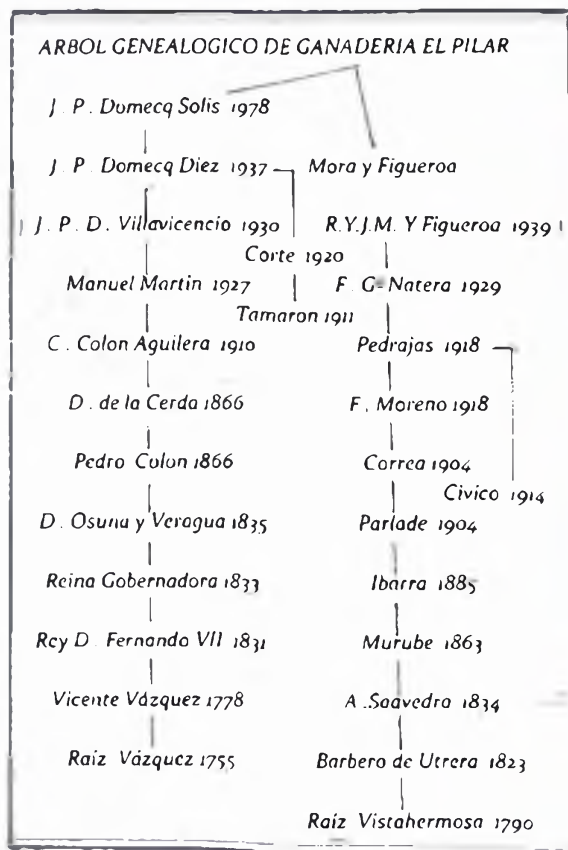 ARBOL GENEALOGICO DE GANADERIA EL PILAR
J. P. Domecq Solis 1978
J. P. Domecq Diez 1937
Mora y Figueroa
J. P. D. Villavicencio 1930
R.Y.J.M. Y Figueroa 1939
Corte 1920
Manuel Martin 1927
F. G-Natera 1929
Tamaron 1911
C. Colon Aguilera 1910
Pedrajas 1918
D. de la Cerda 1866
F. Moreno 1918
Pedro Colon 1866
Correa 1904
Civico 1914
D. Osuna y Veragua 1835
Parlade 1904
Reina Gobernadora 1833
Ibarra 1885
Rey D. Fernando VII 1831
Murube 1863
Vicente Vázquez 1778
A. Saavedra 1834
Raiz Vázquez 1755
Barbero de Utrera 1823
Raíz Vistahermosa 1790